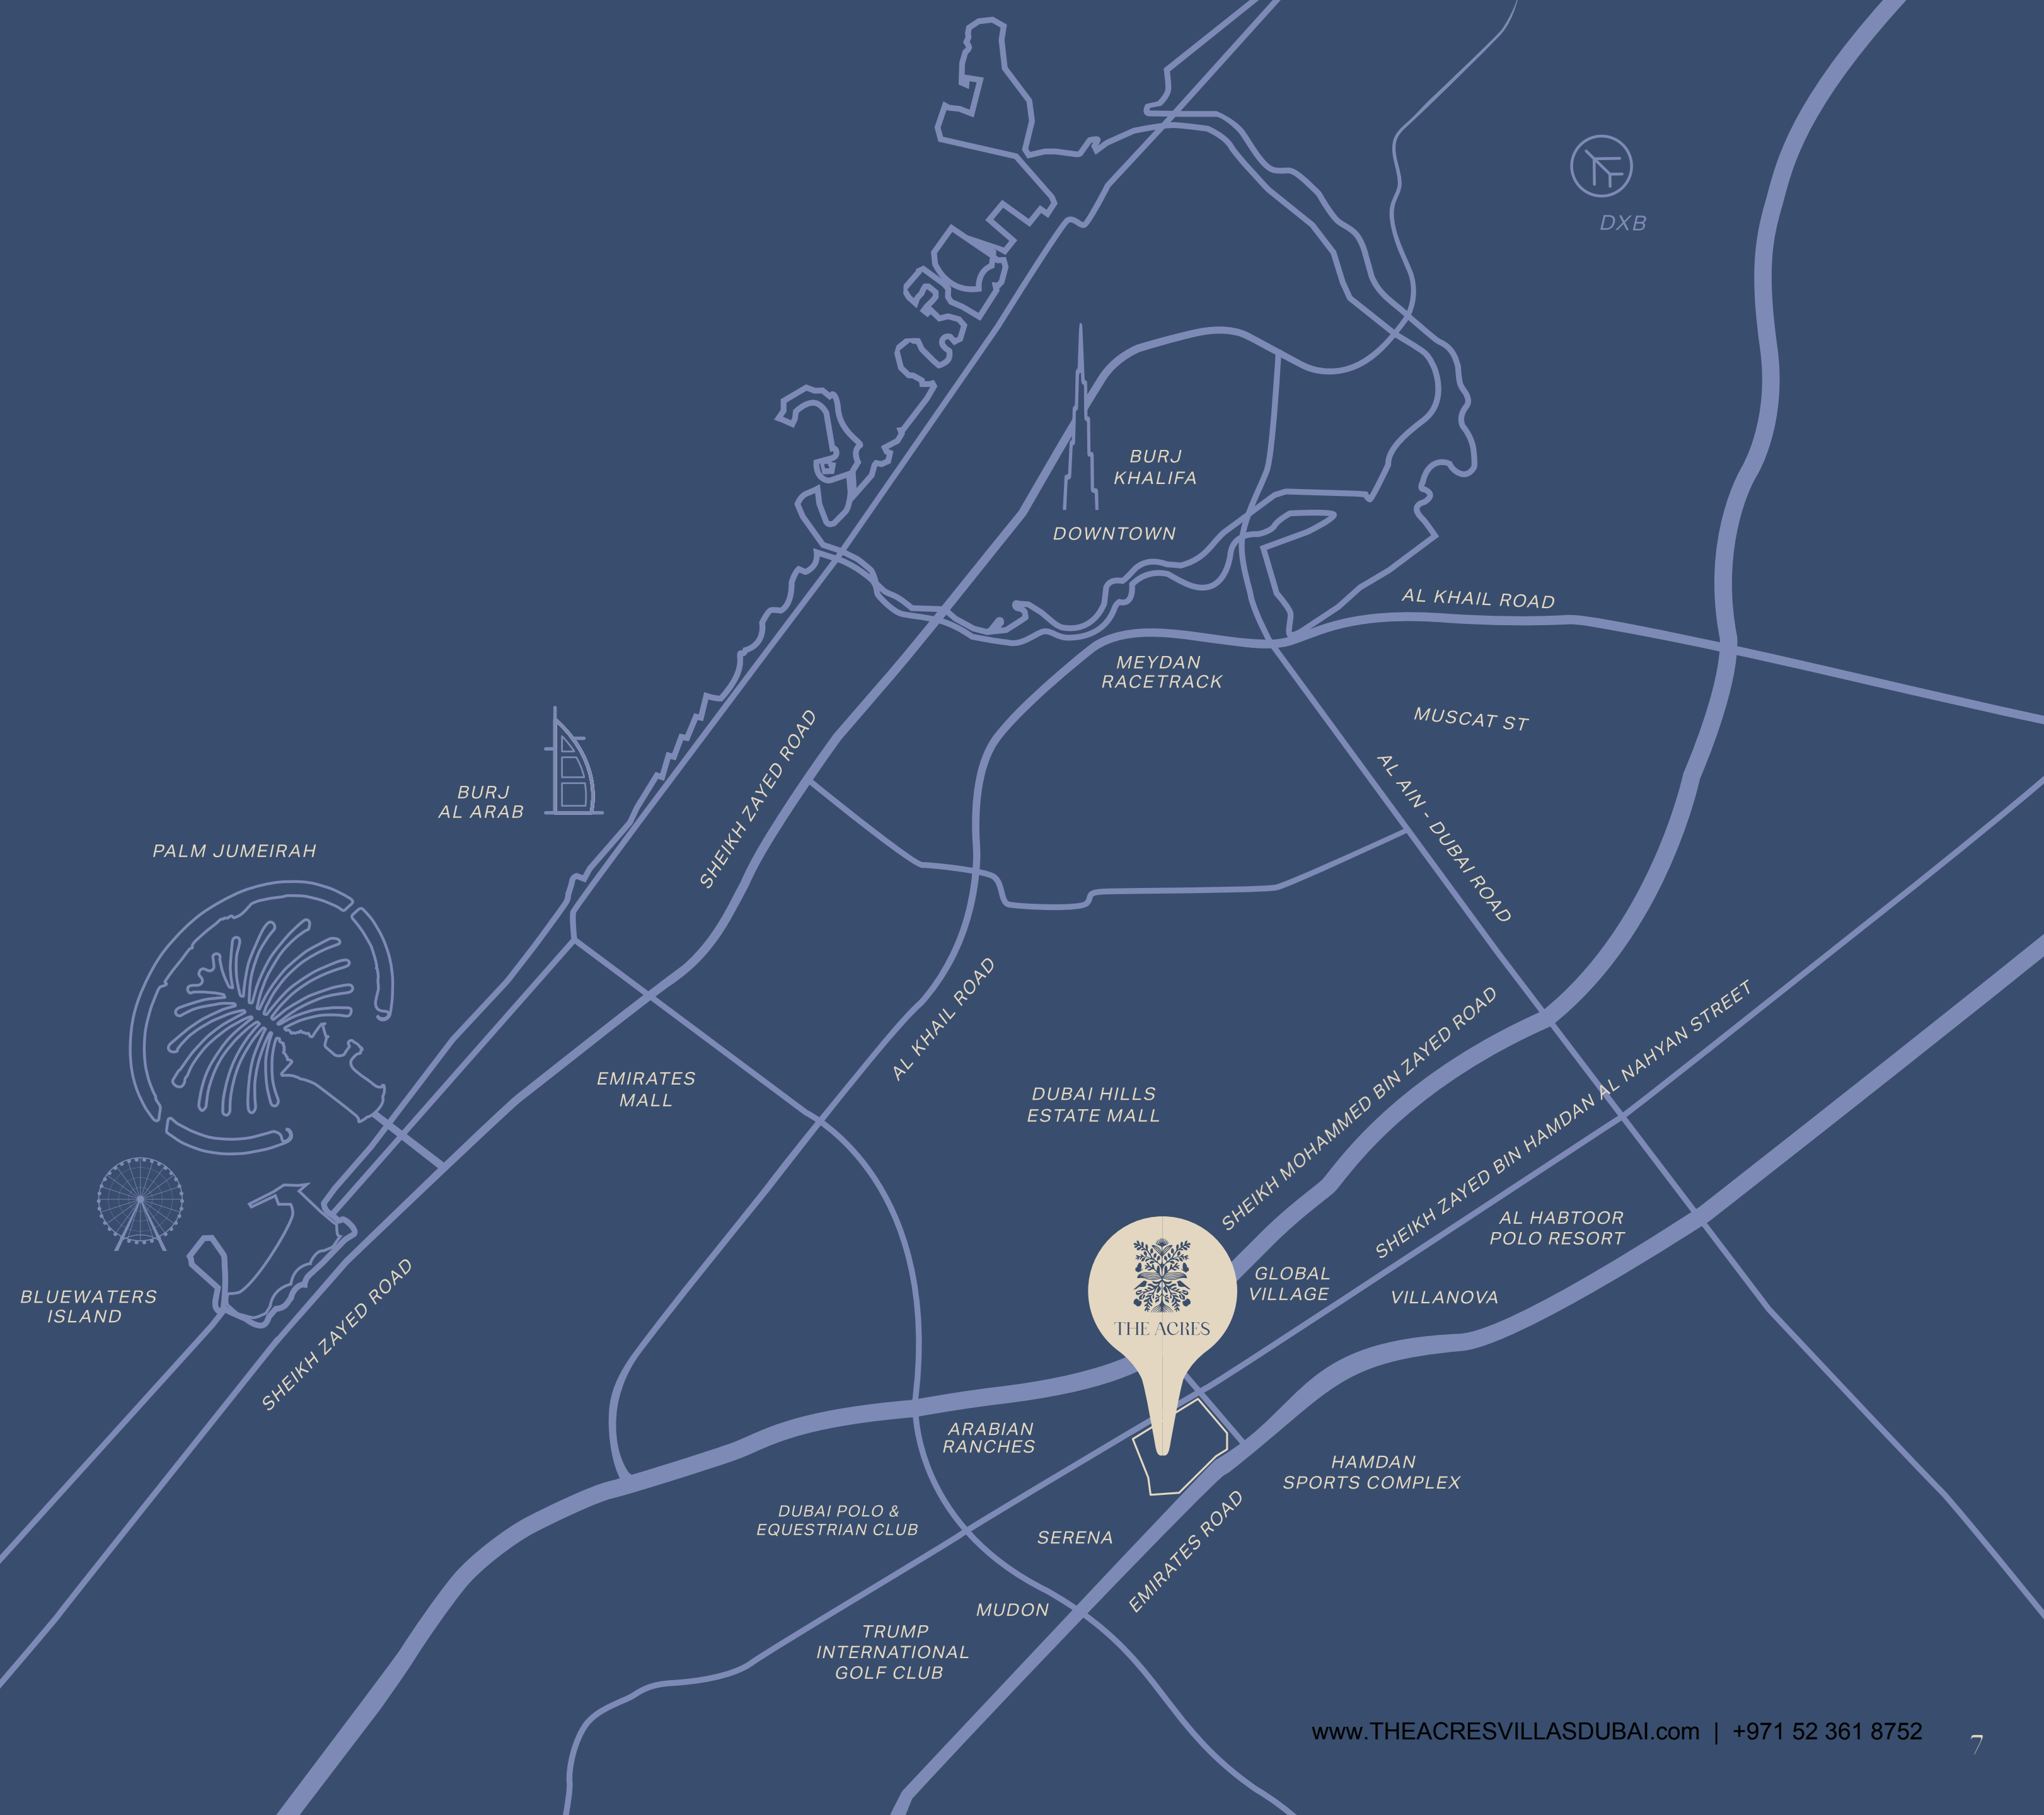 DXB
BURJ
KHALIFA
DOWNTOWN
AL KHAIL ROAD
MEYDAN
RACETRACK
MUSCAT ST
SHEIKH ZAYED ROAD
AL AIN - DUBAI ROAD
BURJ
AL ARAB
PALM JUMEIRAH
AL KHAIL ROAD
SHEIKH MOHAMMED BIN ZAYED ROAD
SHEIKH ZAYED BIN HAMDAN AL NAHYAN STREET
EMIRATES
MALL
DUBAI HILLS
ESTATE MALL
AL HABTOOR
POLO RESORT
GLOBAL
VILLAGE
VILLANOVA
BLUEWATERS
ISLAND
SHEIKH ZAYED ROAD
THE ACRES
ARABIAN
RANCHES
HAMDAN
SPORTS COMPLEX
DUBAI POLO &
EQUESTRIAN CLUB
SERENA
EMIRATES ROAD
MUDON
TRUMP
INTERNATIONAL
GOLF CLUB
www.THEACRESVILLASDUBAI.com | +971 52 361 8752
7